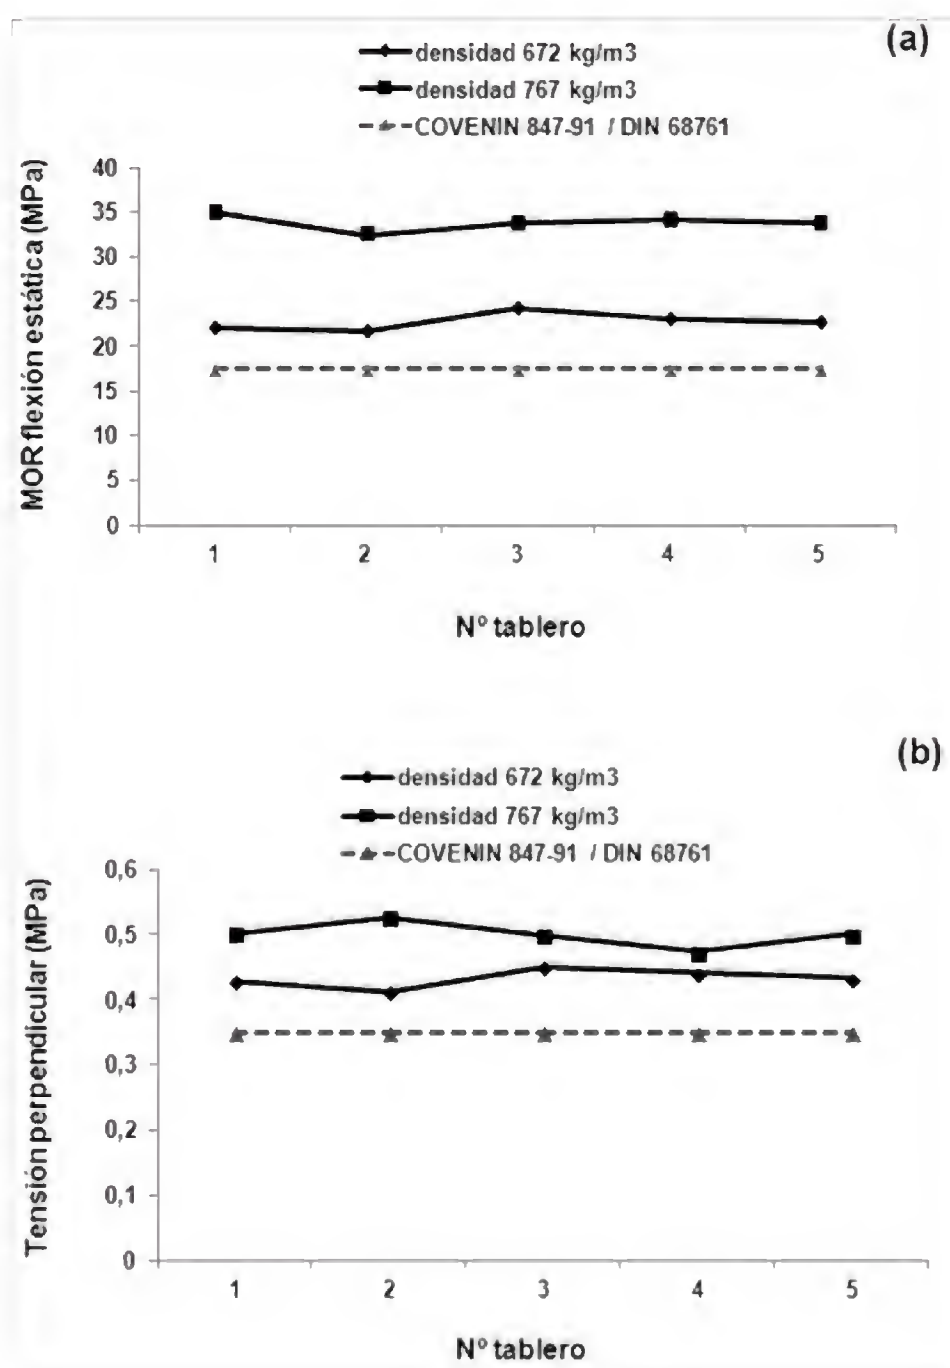 (a)
densidad 672 kg/m3
densidad 767 kg/m3
COVENIN 847-91 / DIN 68761
MOR flexión estática (MPa)
40
35
30
25
20
15
10
5
0
1 2 3 4 5
Nº tablero
(b)
densidad 672 kg/m3
densidad 767 kg/m3
COVENIN 847-91 / DIN 68761
Tensión perpendicular (MPa)
0,6
0,5
0,4
0,3
0,2
0,1
0
1 2 3 4 5
Nº tablero